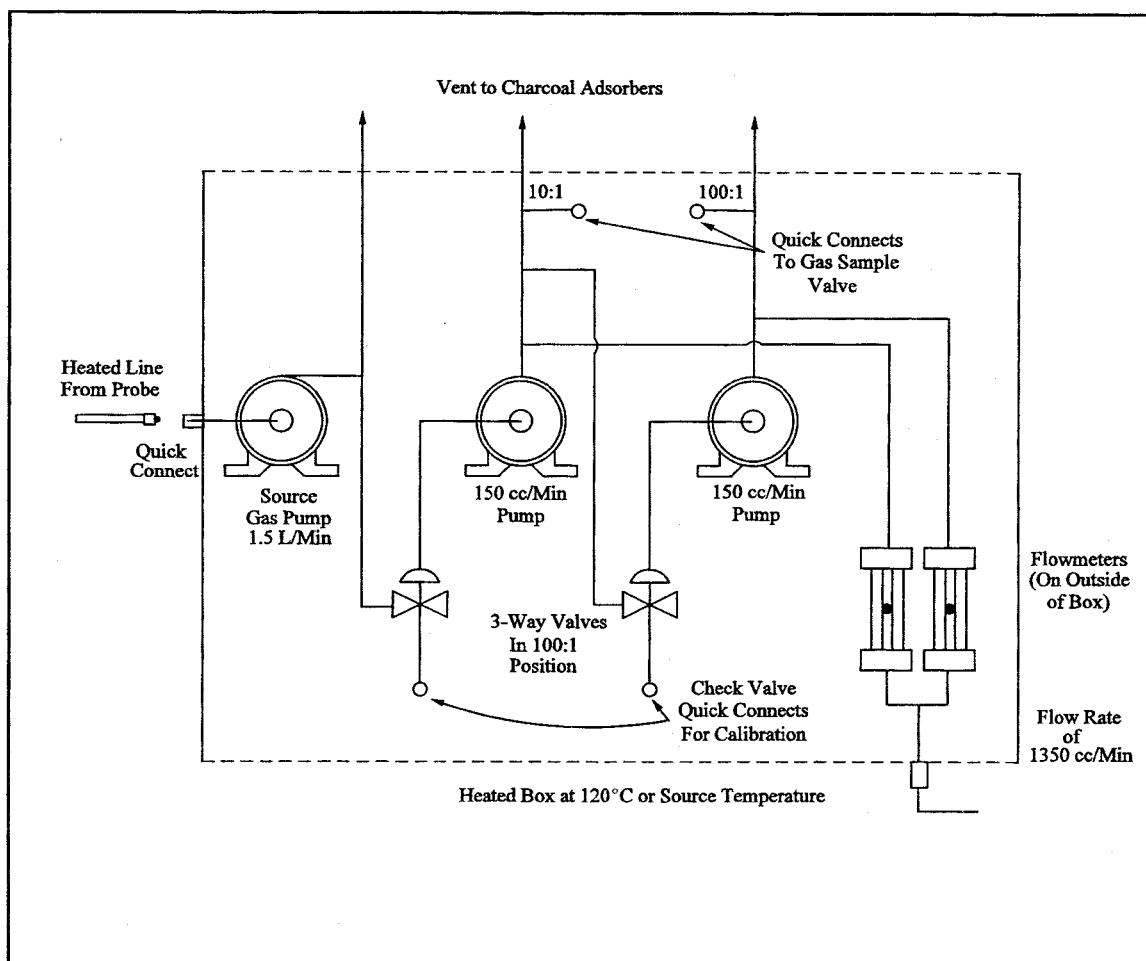 Vent to Charcoal Adsorbers
10:1
100:1
Quick Connects
To Gas Sample
Valve
Heated Line
From Probe
Quick
Connect
Source
Gas Pump
1.5 L/Min
150 cc/Min
Pump
150 cc/Min
Pump
Flowmeters
(On Outside
of Box)
3-Way Valves
In 100:1
Position
Check Valve
Quick Connects
For Calibration
Flow Rate
of
1350 cc/Min
Heated Box at 120°C or Source Temperature